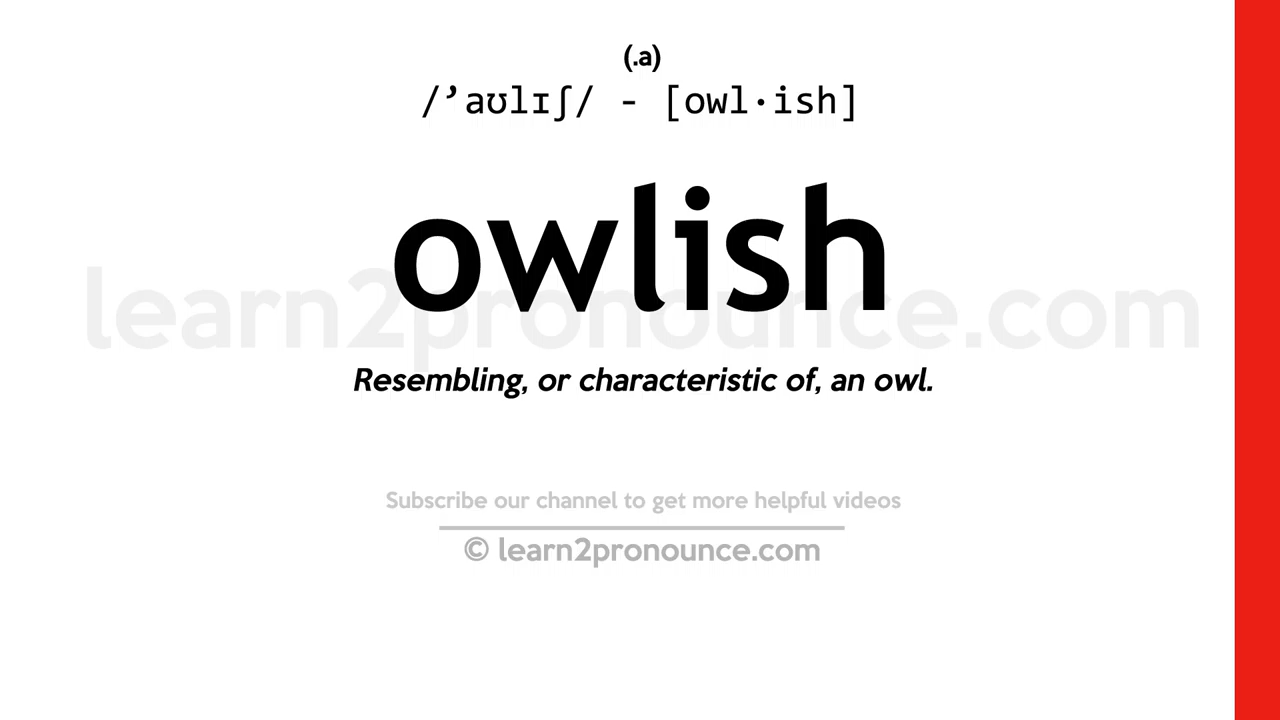 (.a)
/’aʊlɪʃ/ - [owl·ish]
owlish
learn2pronounce.com
Resembling, or characteristic of, an owl.
Subscribe our channel to get more helpful videos
© learn2pronounce.com